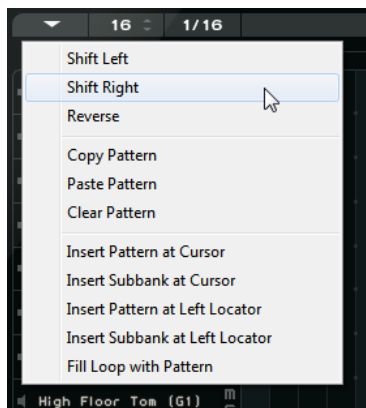 16 1/16
Shift Left
Shift Right
Reverse
Copy Pattern
Paste Pattern
Clear Pattern
Insert Pattern at Cursor
Insert Subbank at Cursor
Insert Pattern at Left Locator
Insert Subbank at Left Locator
Fill Loop with Pattern
High Floor Tom (G1) m